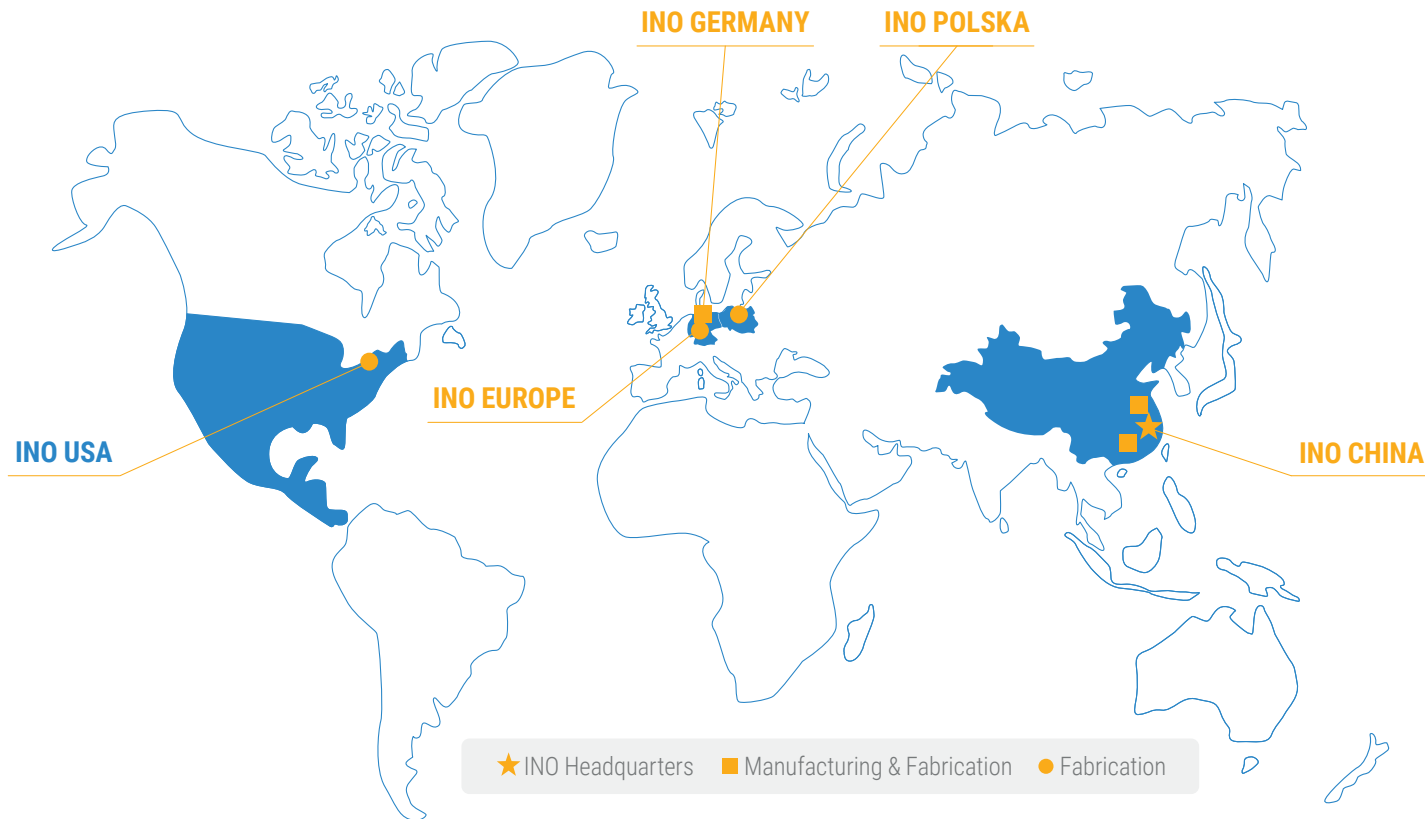 INO GERMANY
INO POLSKA
INO EUROPE
INO USA
INO CHINA
INO Headquarters
Manufacturing & Fabrication
Fabrication